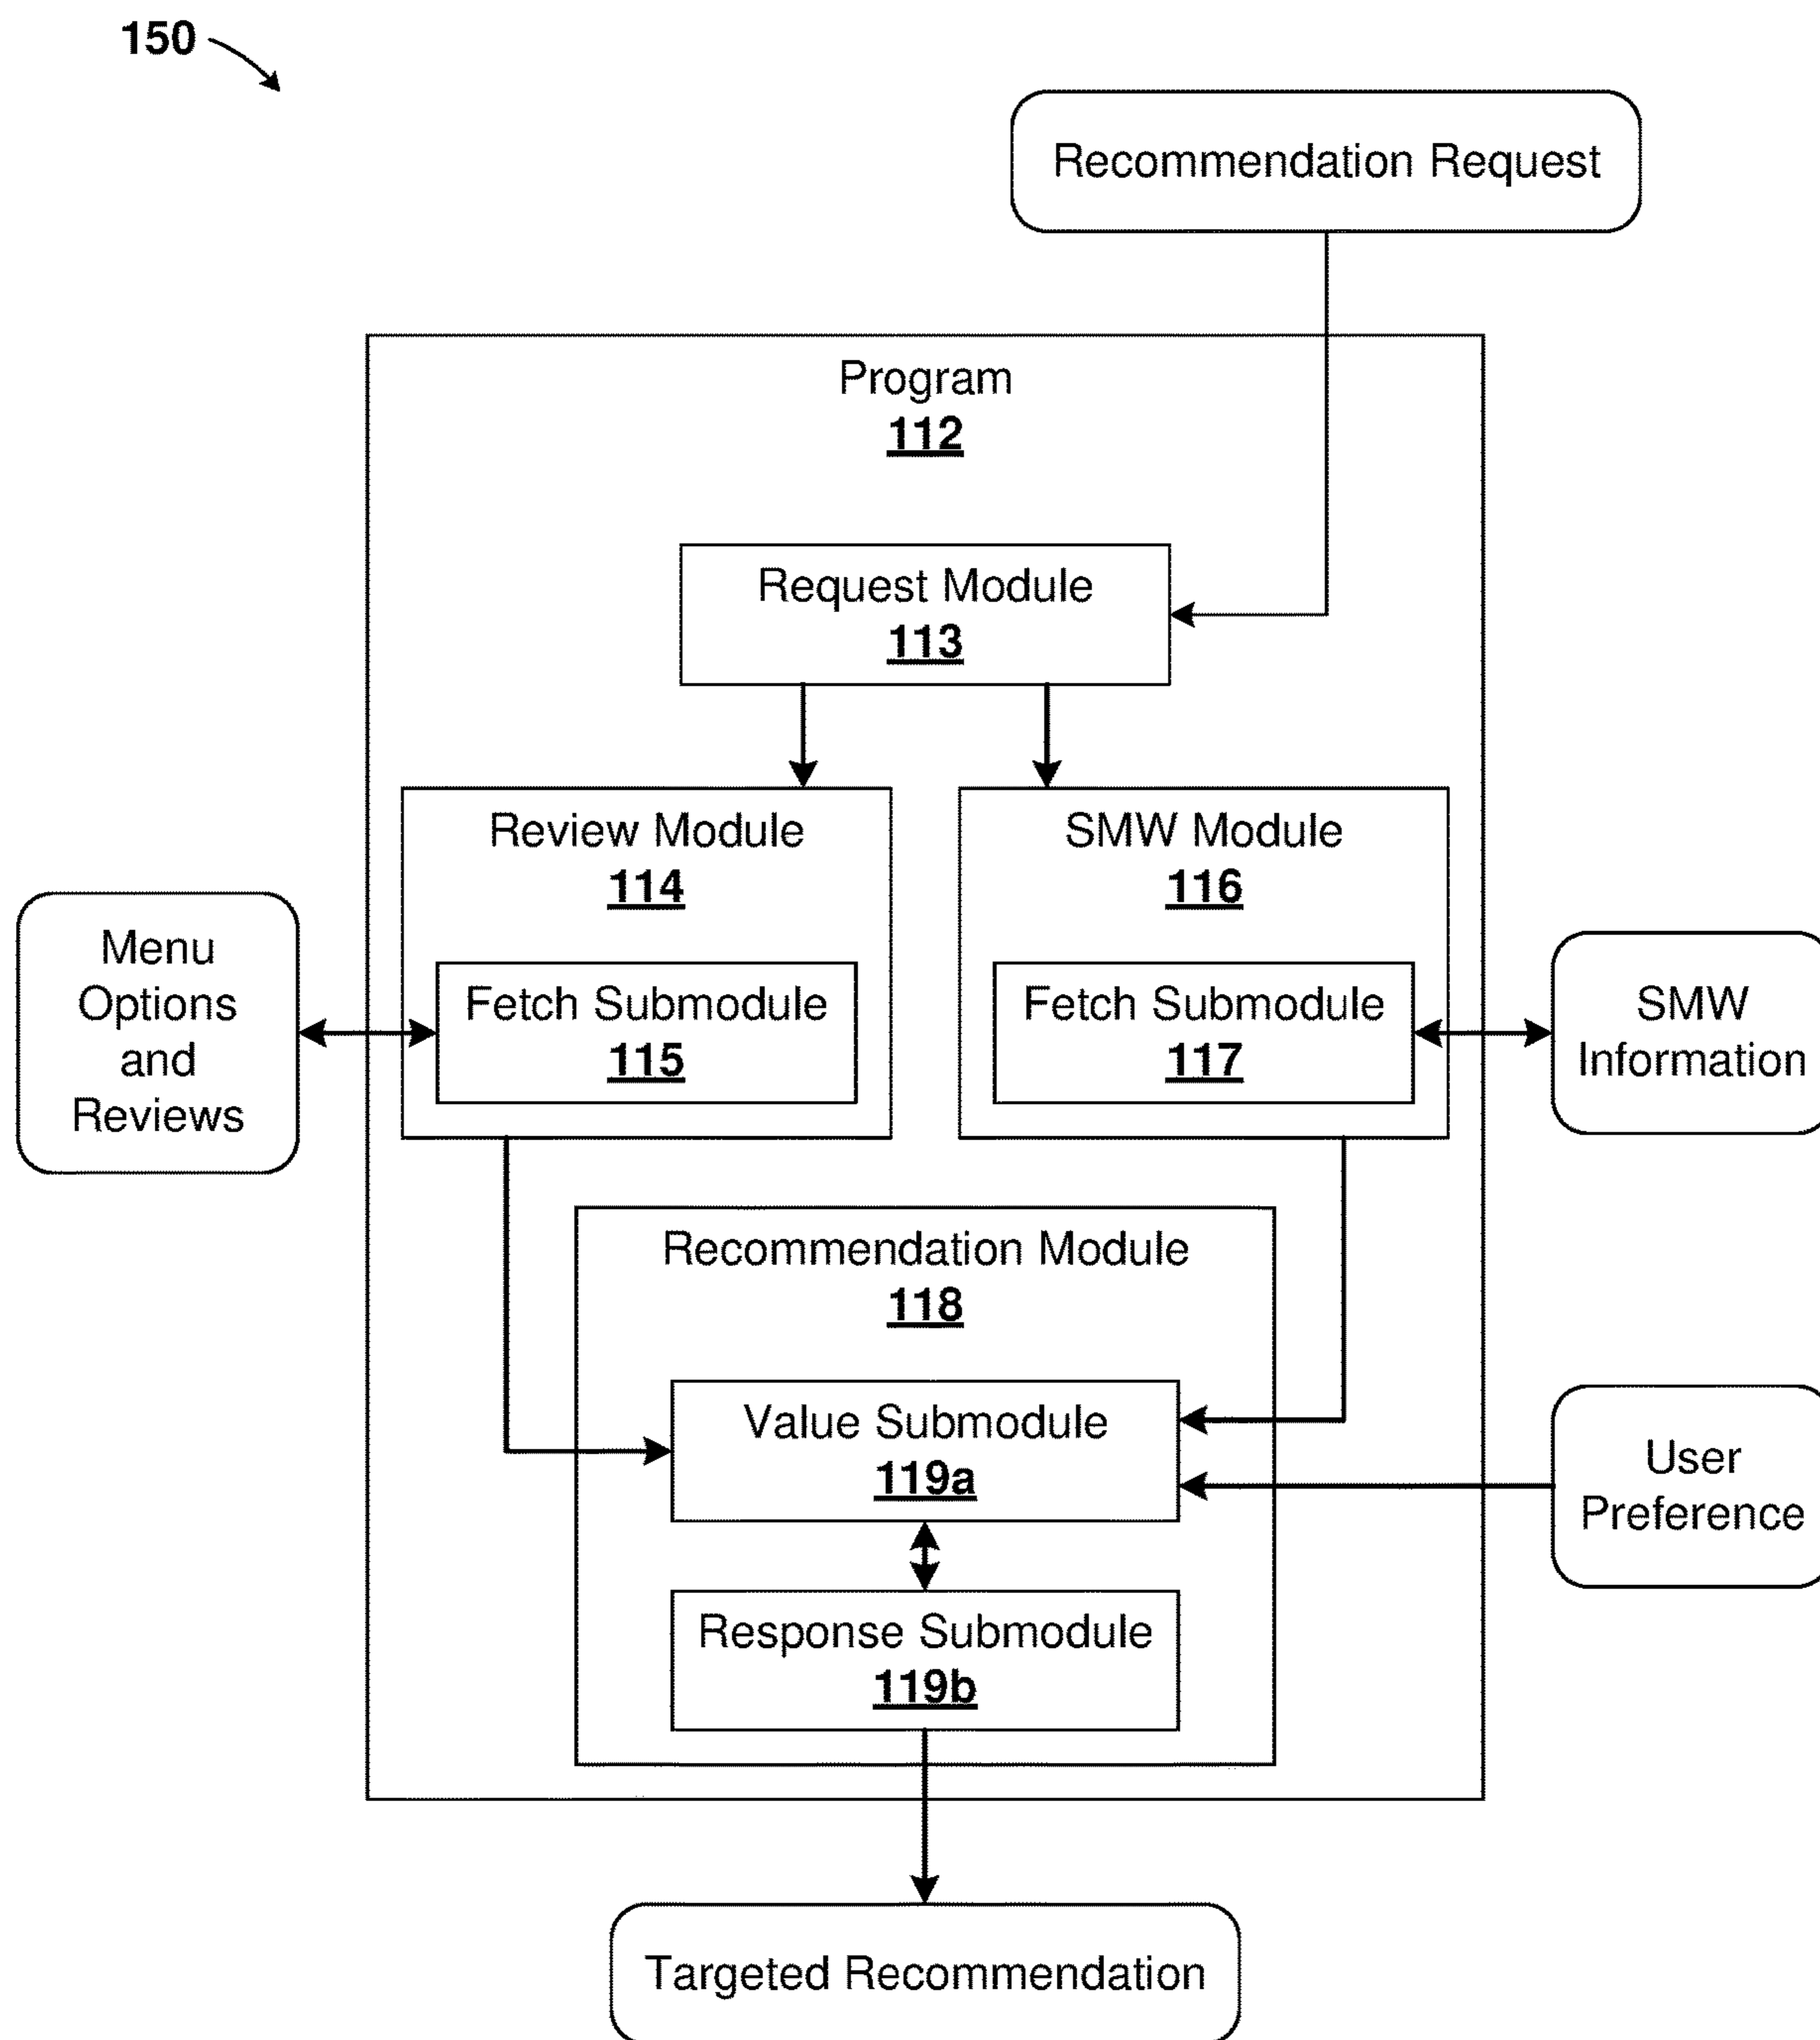 150
Recommendation Request
Program
112
Request Module
113
Review Module
114
SMW Module
116
Menu
Options
and
Reviews
Fetch Submodule
115
Fetch Submodule
117
SMW
Information
Recommendation Module
118
Value Submodule
119a
User
Preference
Response Submodule
119b
Targeted Recommendation